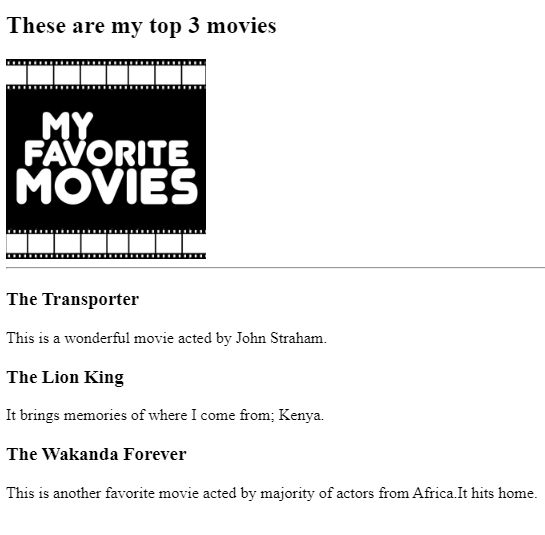 These are my top 3 movies
MY
FAVORITE
MOVIES
The Transporter
This is a wonderful movie acted by John Straham.
The Lion King
It brings memories of where I come from; Kenya.
The Wakanda Forever
This is another favorite movie acted by majority of actors from Africa.It hits home.